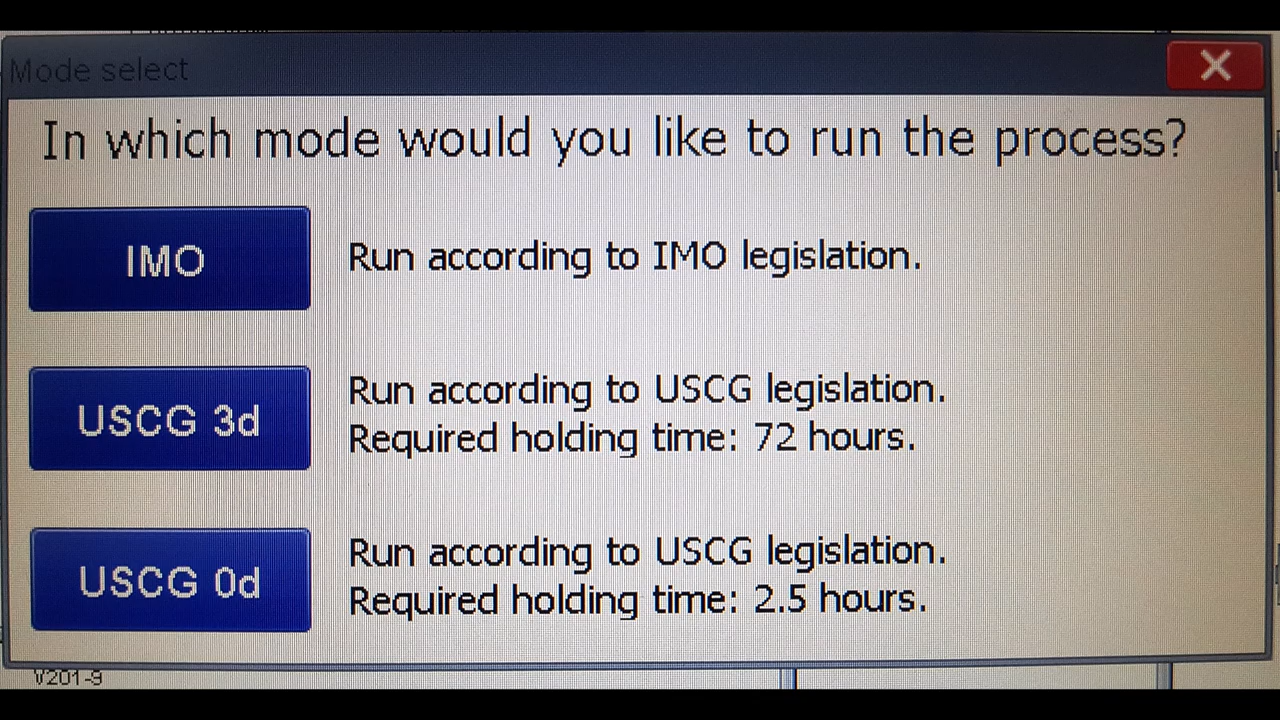 Mode select
In which mode would you like to run the process?
IMO
Run according to IMO legislation.
USCG 3d
Run according to USCG legislation.
Required holding time: 72 hours.
USCG 0d
Run according to USCG legislation.
Required holding time: 2.5 hours.
V201-9